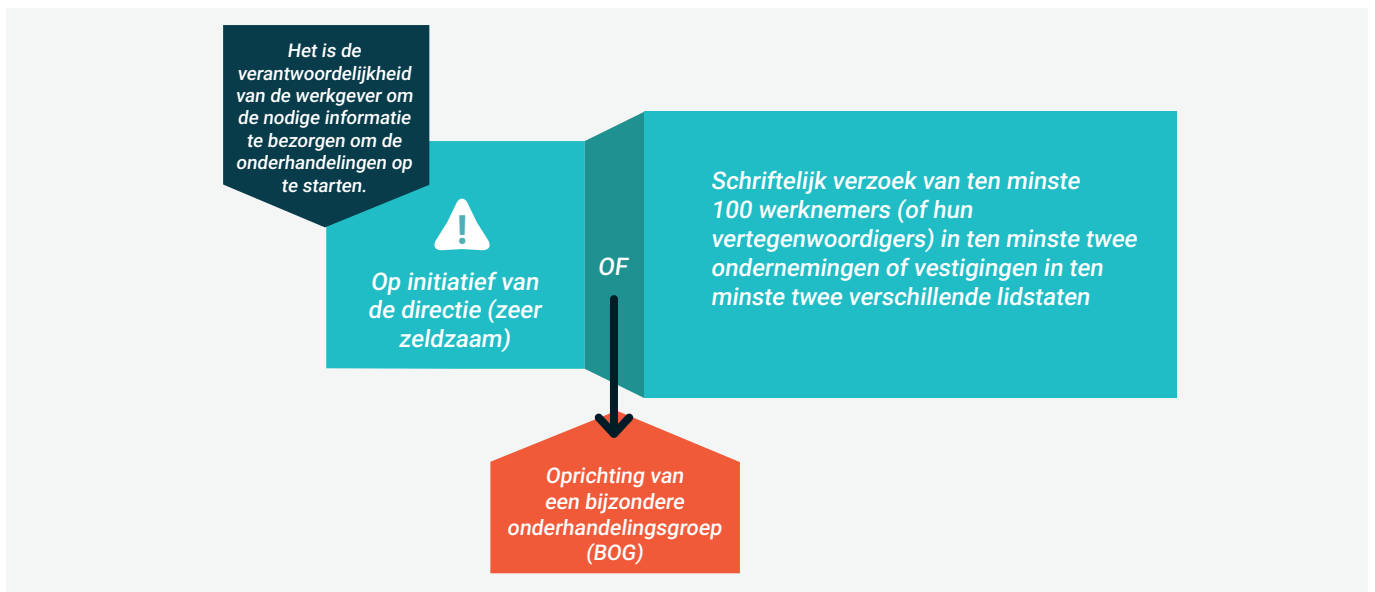 Het is de
verantwoordelijkheid
van de werkgever om
de nodige informatie
te bezorgen om de
onderhandelingen op
te starten.
!
Op initiatief van
de directie (zeer
zeldzaam)
OF
Schriftelijk verzoek van ten minste
100 werknemers (of hun
vertegenwoordigers) in ten minste twee
ondernemingen of vestigingen in ten
minste twee verschillende lidstaten
Oprichting van
een bijzondere
onderhandelingsgroep
(BOG)